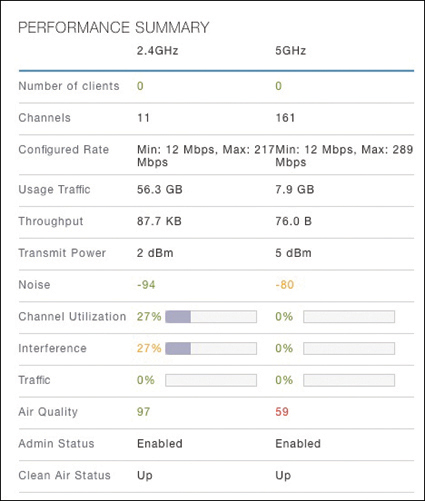 PERFORMANCE SUMMARY
2.4GHz 5GHz
Number of clients 0 0
Channels 11 161
Configured Rate Min: 12 Mbps, Max: 217 Mbps Min: 12 Mbps, Max: 289 Mbps
Usage Traffic 56.3 GB 7.9 GB
Throughput 87.7 KB 76.0 B
Transmit Power 2 dBm 5 dBm
Noise -94 -80
Channel Utilization 27% 0%
Interference 27% 0%
Traffic 0% 0%
Air Quality 97 59
Admin Status Enabled Enabled
Clean Air Status Up Up